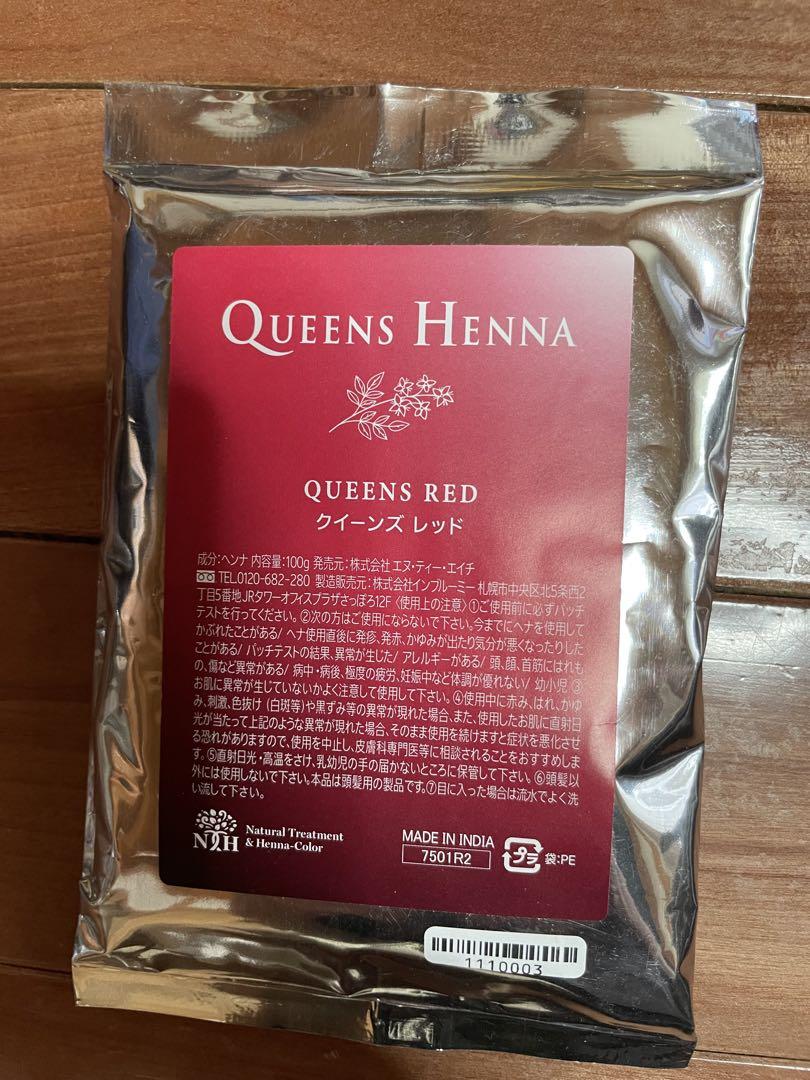 QUEENS HENNA
QUEENS RED
クイーンズ レッド
成分:ヘンナ 内容量:100g 発売元:株式会社 エヌ・ティー・エイチ
TEL.0120-682-280 製造販売元:株式会社インプルーミー 札幌市中央区北5条西2
丁目5番地JRタワーオフィスプラザさっぽろ12F〈使用上の注意〉①ご使用前に必ずパッチ
テストを行ってください。②次の方はご使用にならないで下さい。今までにヘナを使用して
かぶれたことがある/ ヘナ使用直後に発疹、発赤、かゆみが出たり気分が悪くなったりした
ことがある/ パッチテストの結果、異常が生じた/ アレルギーがある/ 頭、顔、首筋にはれも
の、傷など異常がある/ 病中・病後、極度の疲労、妊娠中など体調が優れない/ 幼小児 ③
お肌に異常が生じていないかよく注意して使用して下さい。④使用中に赤み、はれ、かゆ
み、刺激、色抜け（白斑等）や黒ずみ等の異常が現れた場合、また、使用したお肌に直射日
光が当たって上記のような異常が現れた場合、そのまま使用を続けますと症状を悪化させ
る恐れがありますので、使用を中止し、皮膚科専門医等に相談されることをおすすめしま
す。⑤直射日光・高温をさけ、乳幼児の手の届かないところに保管して下さい。⑥頭髪以
外には使用しないで下さい。本品は頭髪用の製品です。⑦目に入った場合は流水でよく洗
い流して下さい。
NTH Natural Treatment
& Henna-Color
MADE IN INDIA
7501R2
プラ 袋:PE
1110003